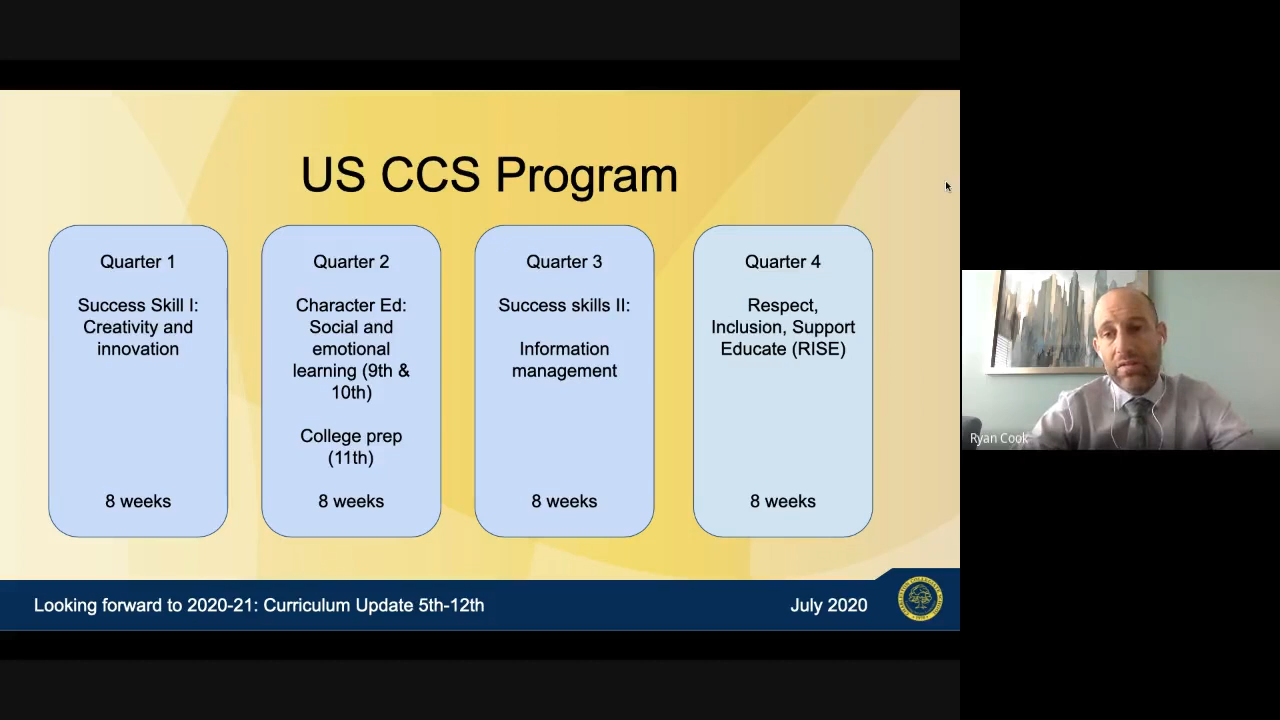 US CCS Program
Quarter 1
Success Skill I:
Creativity and
innovation
8 weeks
Quarter 2
Character Ed:
Social and
emotional
learning (9th &
10th)
College prep
(11th)
8 weeks
Quarter 3
Success skills II:
Information
management
8 weeks
Quarter 4
Respect,
Inclusion, Support
Educate (RISE)
8 weeks
Looking forward to 2020-21: Curriculum Update 5th-12th
July 2020
Ryan Cook